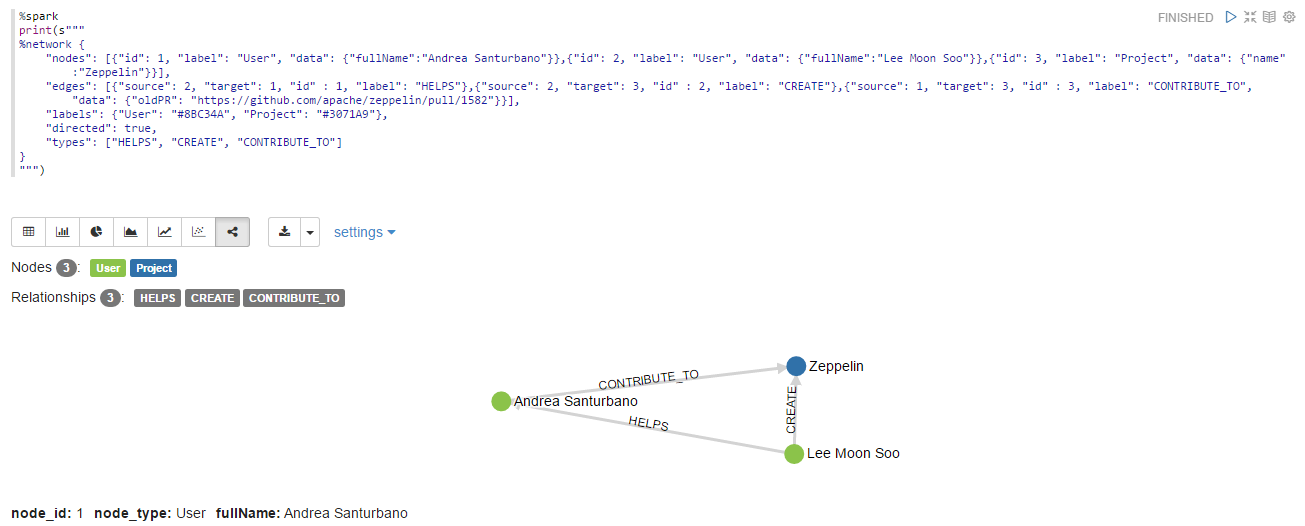 %spark
FINISHED
print(s"""
%network {
"nodes": [{"id": 1, "label": "User", "data": {"fullName":"Andrea Santurbano"}},{"id": 2, "label": "User", "data": {"fullName":"Lee Moon Soo"}},{"id": 3, "label": "Project", "data": {"name"
:"Zeppelin"}}],
"edges": [{"source": 2, "target": 1, "id" : 1, "label": "HELPS"},{"source": 2, "target": 3, "id" : 2, "label": "CREATE"},{"source": 1, "target": 3, "id" : 3, "label": "CONTRIBUTE_TO",
"data": {"oldPR": "https://github.com/apache/zeppelin/pull/1582"}}],
"labels": {"User": "#8BC34A", "Project": "#3071A9"},
"directed": true,
"types": ["HELPS", "CREATE", "CONTRIBUTE_TO"]
}
""")
settings
Nodes 3: User Project
Relationships 3: HELPS CREATE CONTRIBUTE_TO
Zeppelin
CONTRIBUTE_TO
Andrea Santurbano
CREATE
HELPS
Lee Moon Soo
node_id: 1 node_type: User fullName: Andrea Santurbano